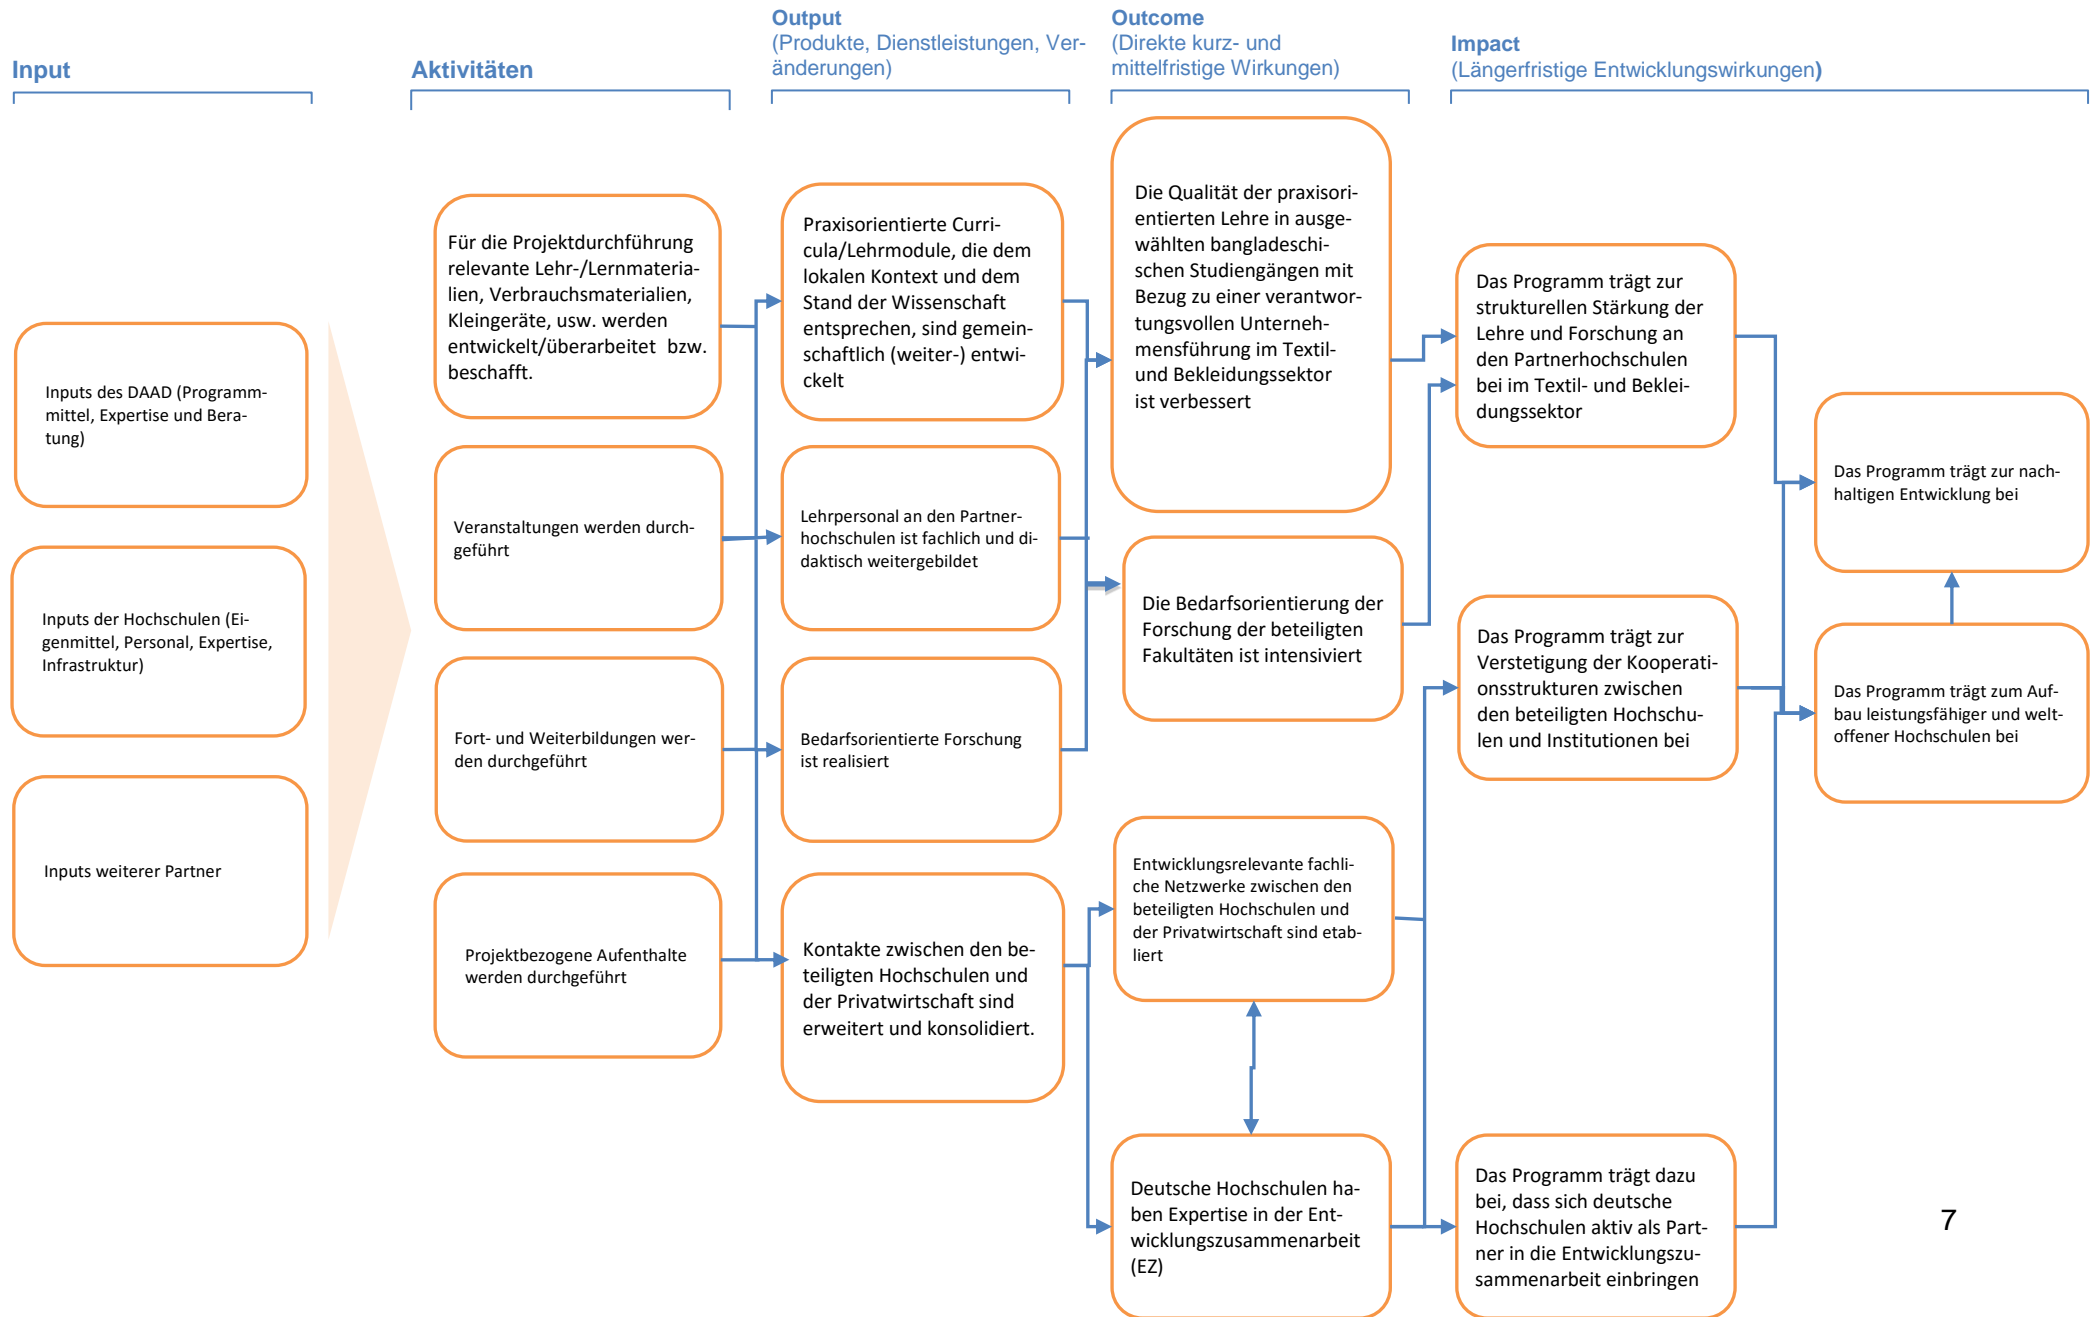 Input
Aktivitäten
Output
(Produkte, Dienstleistungen, Ver-
änderungen)
Outcome
(Direkte kurz- und
mittelfristige Wirkungen)
Impact
(Längerfristige Entwicklungswirkungen)
Inputs des DAAD (Programm-
mittel, Expertise und Bera-
tung)
Inputs der Hochschulen (Ei-
genmittel, Personal, Expertise,
Infrastruktur)
Inputs weiterer Partner
Für die Projektdurchführung
relevante Lehr-/Lernmateria-
lien, Verbrauchsmaterialien,
Kleingeräte, usw. werden
entwickelt/überarbeitet bzw.
beschafft.
Veranstaltungen werden durch-
geführt
Fort- und Weiterbildungen wer-
den durchgeführt
Projektbezogene Aufenthalte
werden durchgeführt
Praxisorientierte Curri-
cula/Lehrmodule, die dem
lokalen Kontext und dem
Stand der Wissenschaft
entsprechen, sind gemein-
schaftlich (weiter-) entwi-
ckelt
Lehrpersonal an den Partner-
hochschulen ist fachlich und di-
daktisch weitergebildet
Bedarfsorientierte Forschung
ist realisiert
Kontakte zwischen den be-
teiligten Hochschulen und
der Privatwirtschaft sind
erweitert und konsolidiert.
Die Qualität der praxisori-
entierten Lehre in ausge-
wählten bangladeschi-
schen Studiengängen mit
Bezug zu einer verantwor-
tungsvollen Unterneh-
mensführung im Textil-
und Bekleidungssektor
ist verbessert
Die Bedarfsorientierung der
Forschung der beteiligten
Fakultäten ist intensiviert
Entwicklungsrelevante fachli-
che Netzwerke zwischen den
beteiligten Hochschulen und
der Privatwirtschaft sind etab-
liert
Deutsche Hochschulen ha-
ben Expertise in der Ent-
wicklungszusammenarbeit
(EZ)
Das Programm trägt zur
strukturellen Stärkung der
Lehre und Forschung an
den Partnerhochschulen
bei im Textil- und Beklei-
dungssektor
Das Programm trägt zur
Verstetigung der Kooperati-
onsstrukturen zwischen
den beteiligten Hochschu-
len und Institutionen bei
Das Programm trägt dazu
bei, dass sich deutsche
Hochschulen aktiv als Part-
ner in die Entwicklungszu-
sammenarbeit einbringen
Das Programm trägt zur nach-
haltigen Entwicklung bei
Das Programm trägt zum Auf-
bau leistungsfähiger und welt-
offener Hochschulen bei
7